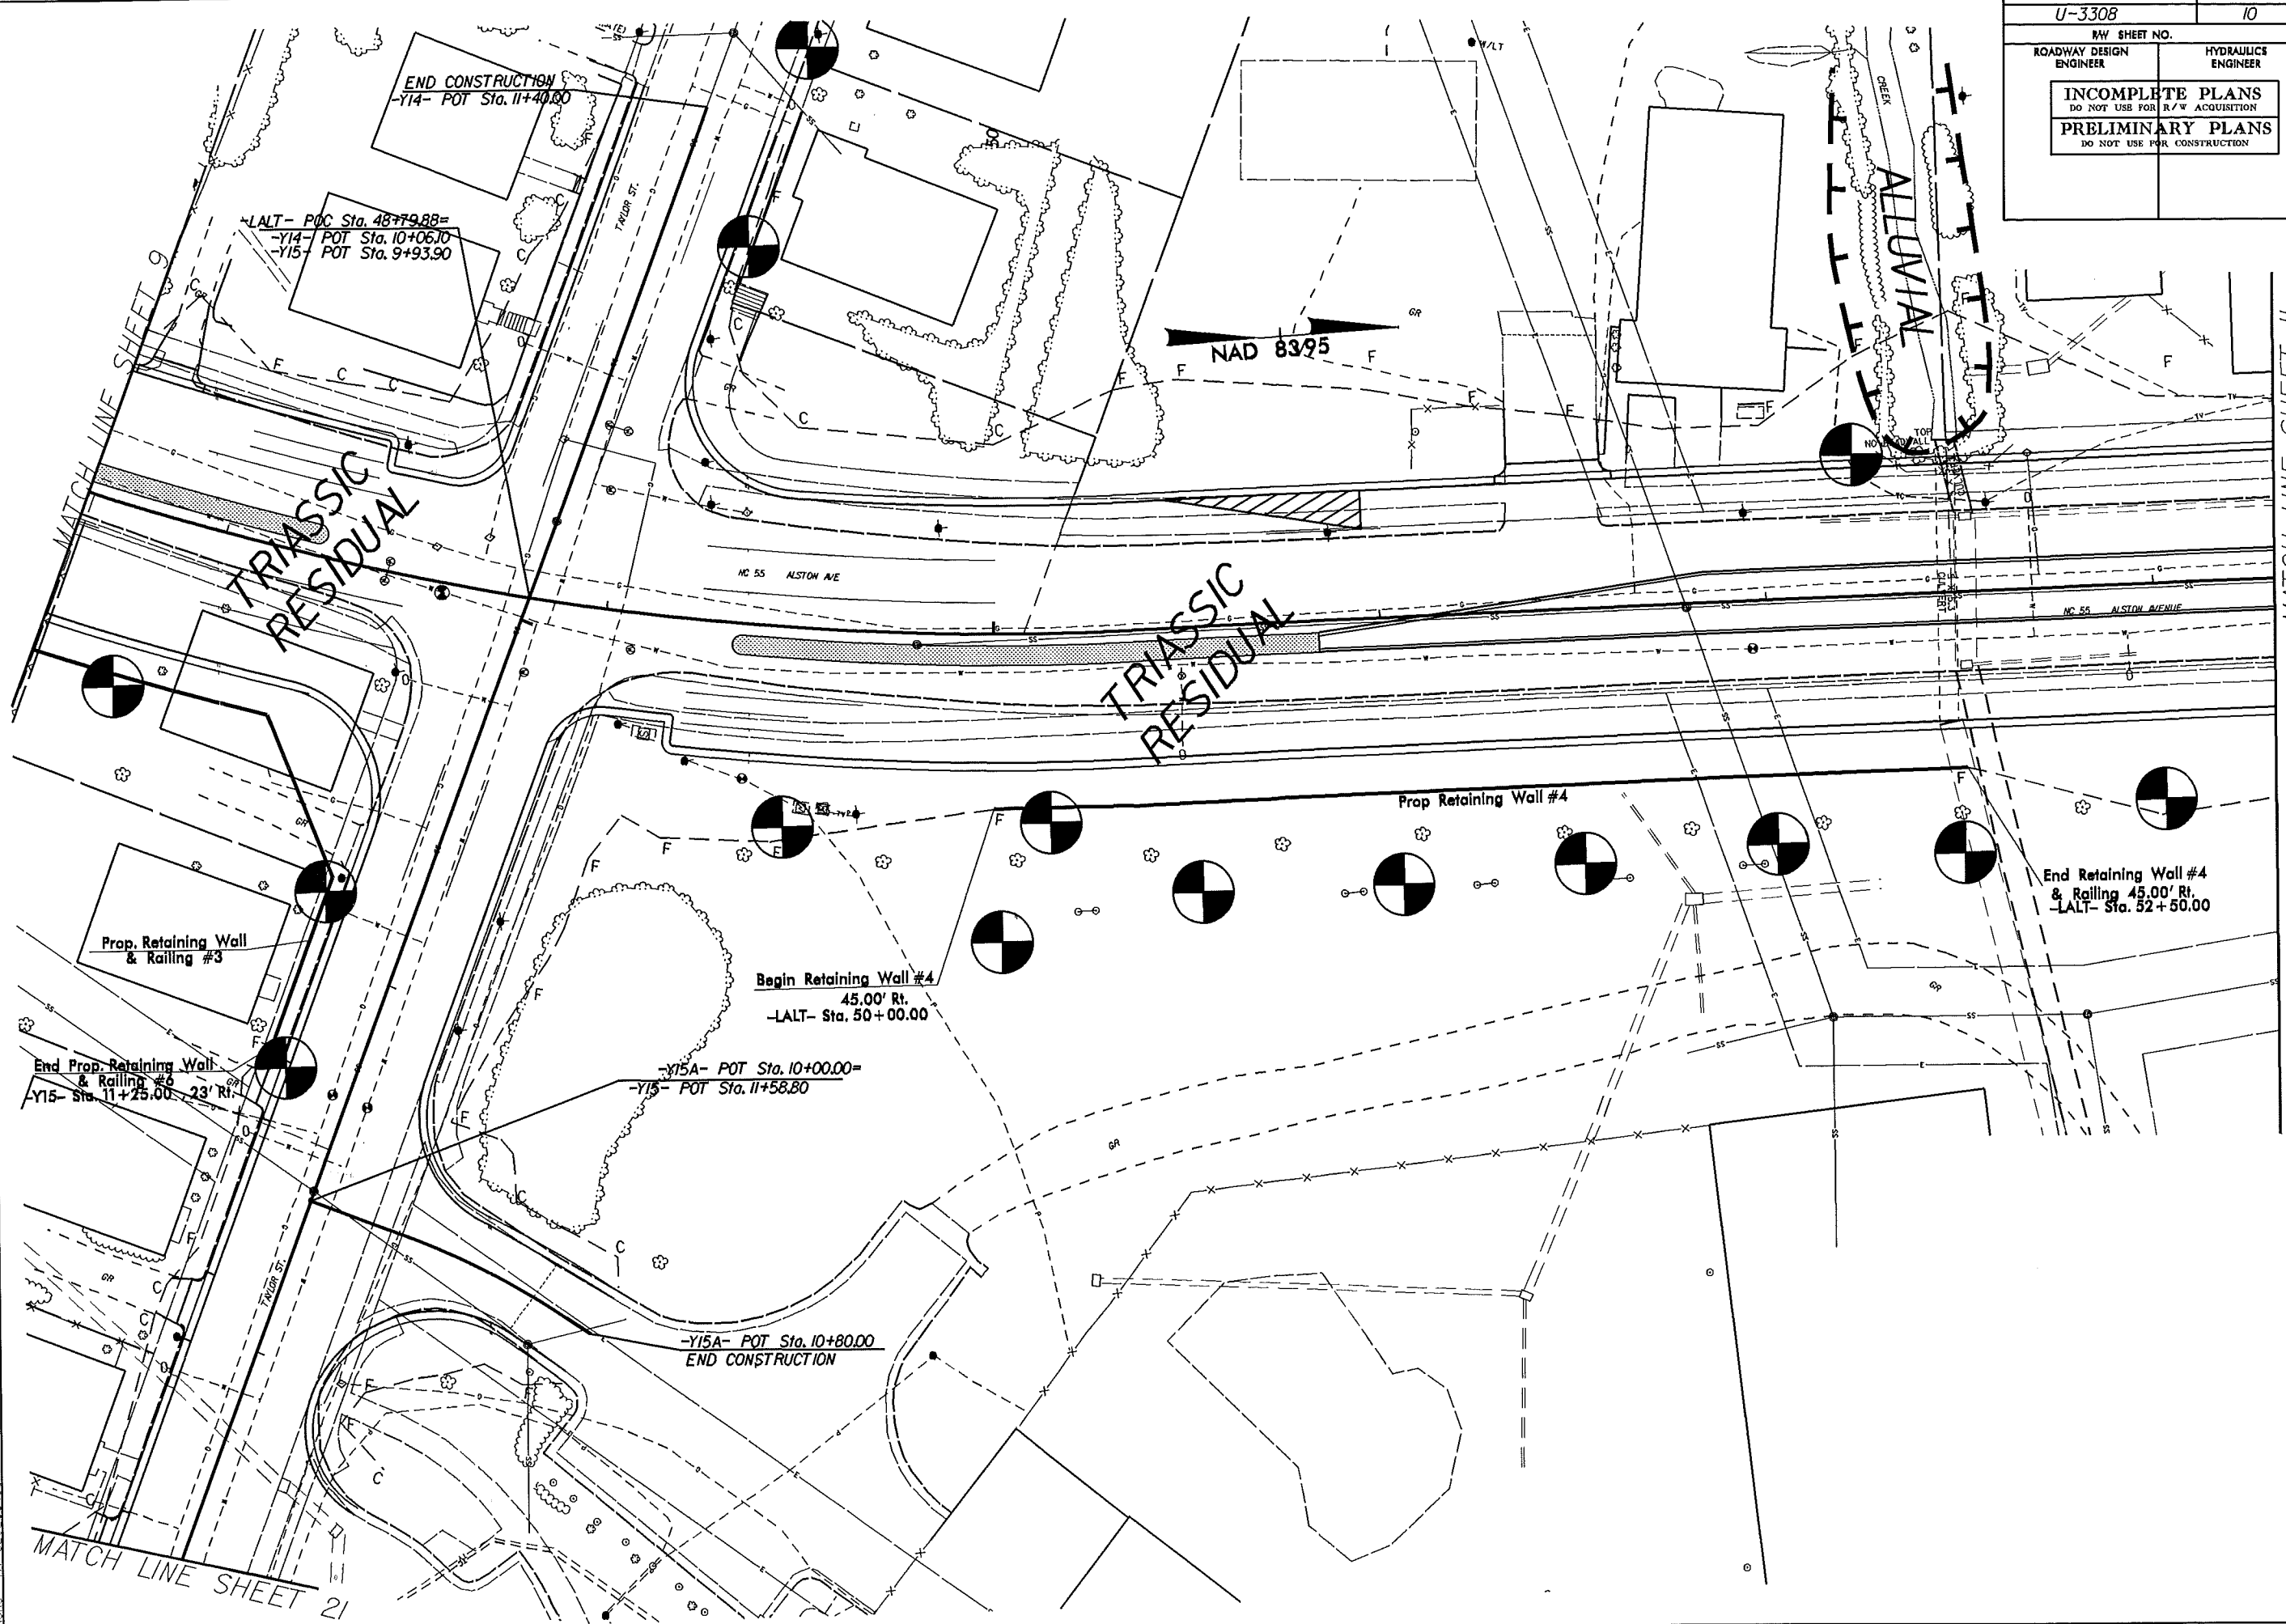 U-3308
10
RW SHEET NO.
ROADWAY DESIGN
ENGINEER
HYDRAULICS
ENGINEER
INCOMPLETE PLANS
DO NOT USE FOR R/W ACQUISITION
PRELIMINARY PLANS
DO NOT USE FOR CONSTRUCTION
END CONSTRUCTION
-Y14- POT Sta. 11+40.00
-LALT- POC Sta. 48+79.88=
-Y14- POT Sta. 10+06.10
-Y15- POT Sta. 9+93.90
MATCH LINE SHEET 9
TAYLOR ST.
50
W/LT
CREEK
ALLUVIAL
NAD 83/95
GR
TRIASSIC
RESIDUAL
NC 55 ALSTON AVE
TRIASSIC
RESIDUAL
NC 55 ALSTON AVENUE
CULVERT
Prop Retaining Wall #4
End Retaining Wall #4
& Railing 45.00' Rt.
-LALT- Sta. 52+50.00
Prop. Retaining Wall
& Railing #3
Begin Retaining Wall #4
45.00' Rt.
-LALT- Sta. 50+00.00
End Prop. Retaining Wall
& Railing #6
-Y15- Sta. 11+25.00 , 23' Rt.
-Y15A- POT Sta. 10+00.00=
-Y15- POT Sta. 11+58.80
GR
GR
TAYLOR ST.
-Y15A- POT Sta. 10+80.00
END CONSTRUCTION
MATCH LINE SHEET 21